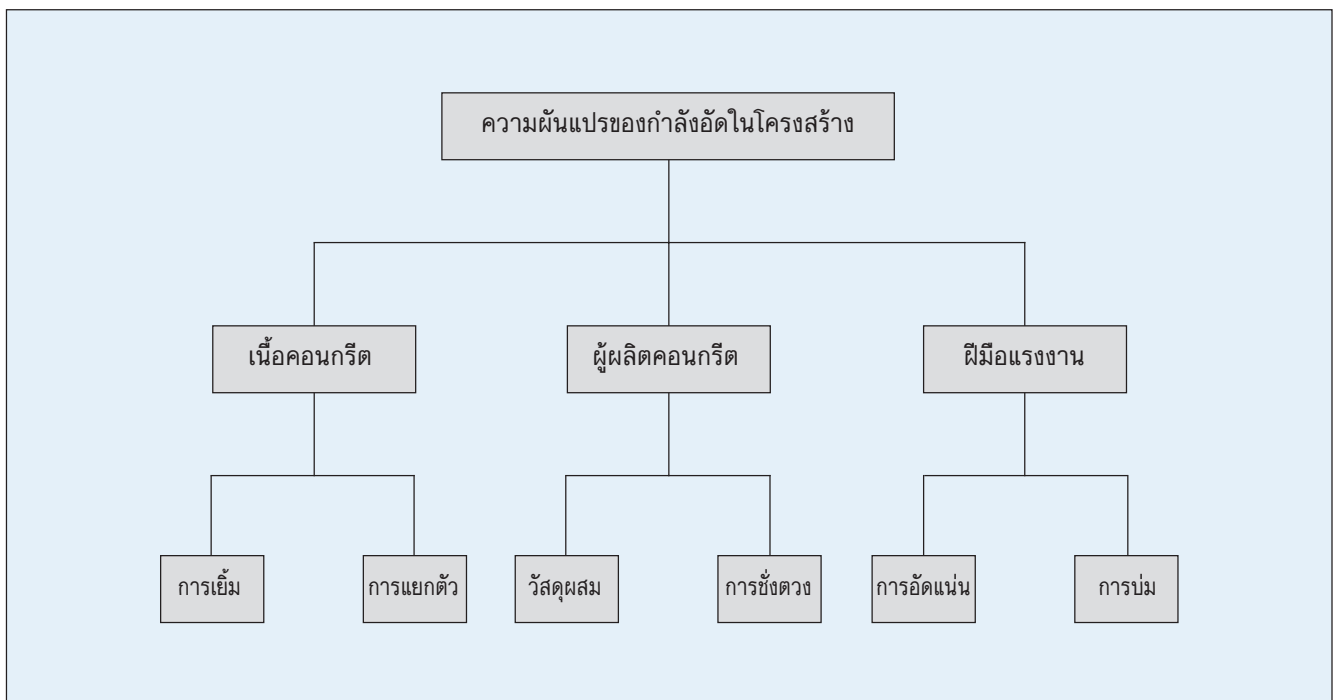 ความผันแปรของกำลังอัดในโครงสร้าง
เนื้อคอนกรีต
ผู้ผลิตคอนกรีต
ฝีมือแรงงาน
การเยิ้ม
การแยกตัว
วัสดุผสม
การชั่งตวง
การอัดแน่น
การบ่ม